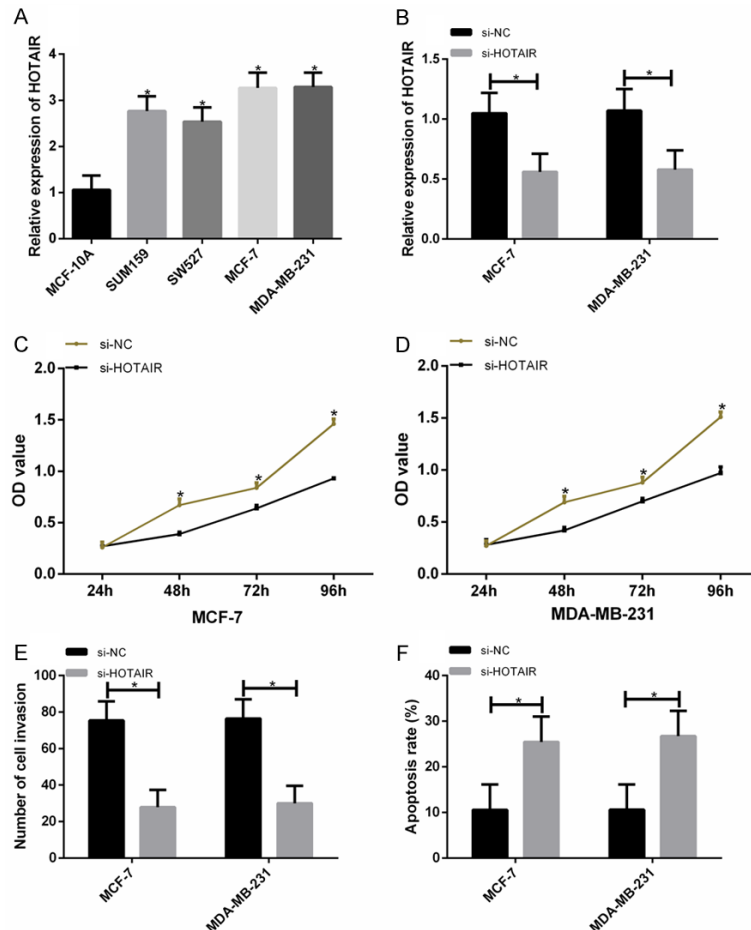 A
Relative expression of HOTAIR
4
3
2
1
0
*
*
*
*
MCF-10A
SUM159
SW527
MCF-7
MDA-MB-231
B
si-NC
si-HOTAIR
Relative expression of HOTAIR
1.5
1.0
0.5
0.0
*
*
MCF-7
MDA-MB-231
C
si-NC
si-HOTAIR
OD value
2.0
1.5
1.0
0.5
0.0
*
*
*
24h 48h 72h 96h
MCF-7
D
si-NC
si-HOTAIR
OD value
2.0
1.5
1.0
0.5
0.0
*
*
*
24h 48h 72h 96h
MDA-MB-231
E
si-NC
si-HOTAIR
Number of cell invasion
100
80
60
40
20
0
*
*
MCF-7
MDA-MB-231
F
si-NC
si-HOTAIR
Apoptosis rate (%)
40
30
20
10
0
*
*
MCF-7
MDA-MB-231